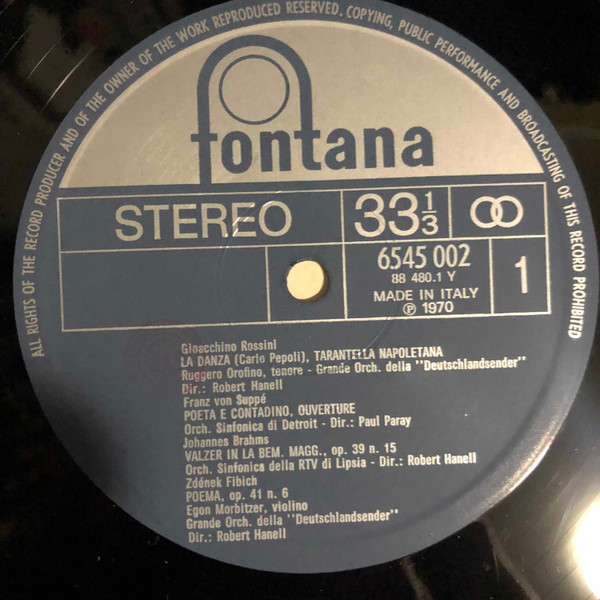 ALL RIGHTS OF THE RECORD PRODUCER AND OF THE OWNER OF THE WORK REPRODUCED RESERVED. COPYING, PUBLIC PERFORMANCE AND BROADCASTING OF THIS RECORD PROHIBITED
fontana
STEREO 33 1/3
6545 002
88 480.1 Y
MADE IN ITALY
℗ 1970
1
Gioacchino Rossini
LA DANZA (Carlo Pepoli), TARANTELLA NAPOLETANA
Ruggero Orofino, tenore - Grande Orch. della "Deutschlandsender"
Dir.: Robert Hanell
Franz von Suppé
POETA E CONTADINO, OUVERTURE
Orch. Sinfonica di Detroit - Dir.: Paul Paray
Johannes Brahms
VALZER IN LA BEM. MAGG., op. 39 n. 15
Orch. Sinfonica della RTV di Lipsia - Dir.: Robert Hanell
Zdének Fibich
POEMA, op. 41 n. 6
Egon Morbitzer, violino
Grande Orch. della "Deutschlandsender"
Dir.: Robert Hanell